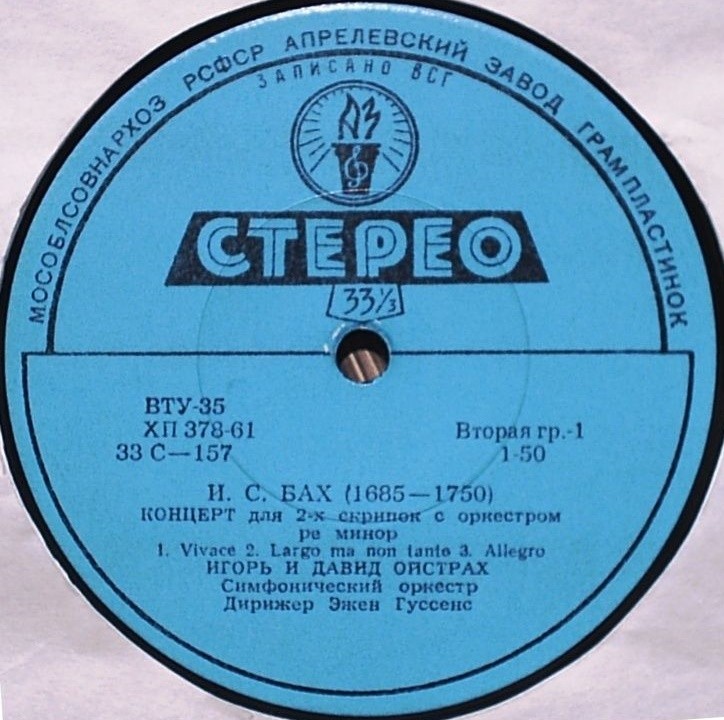 МОСОБЛСОВНАРХОЗ РСФСР АПРЕЛЕВСКИЙ ЗАВОД ГРАМПЛАСТИНОК
ЗАПИСАНО ВСГ
СТЕРЕО
33⅓
ВТУ-35
ХП 378-61
Вторая гр.-1
33 С—157
1-50
И. С. БАХ (1685—1750)
КОНЦЕРТ для 2-х скрипок с оркестром
ре минор
1. Vivace 2. Largo ma non tanto 3. Allegro
ИГОРЬ И ДАВИД ОЙСТРАХ
Симфонический оркестр
Дирижер Эжен Гуссенс